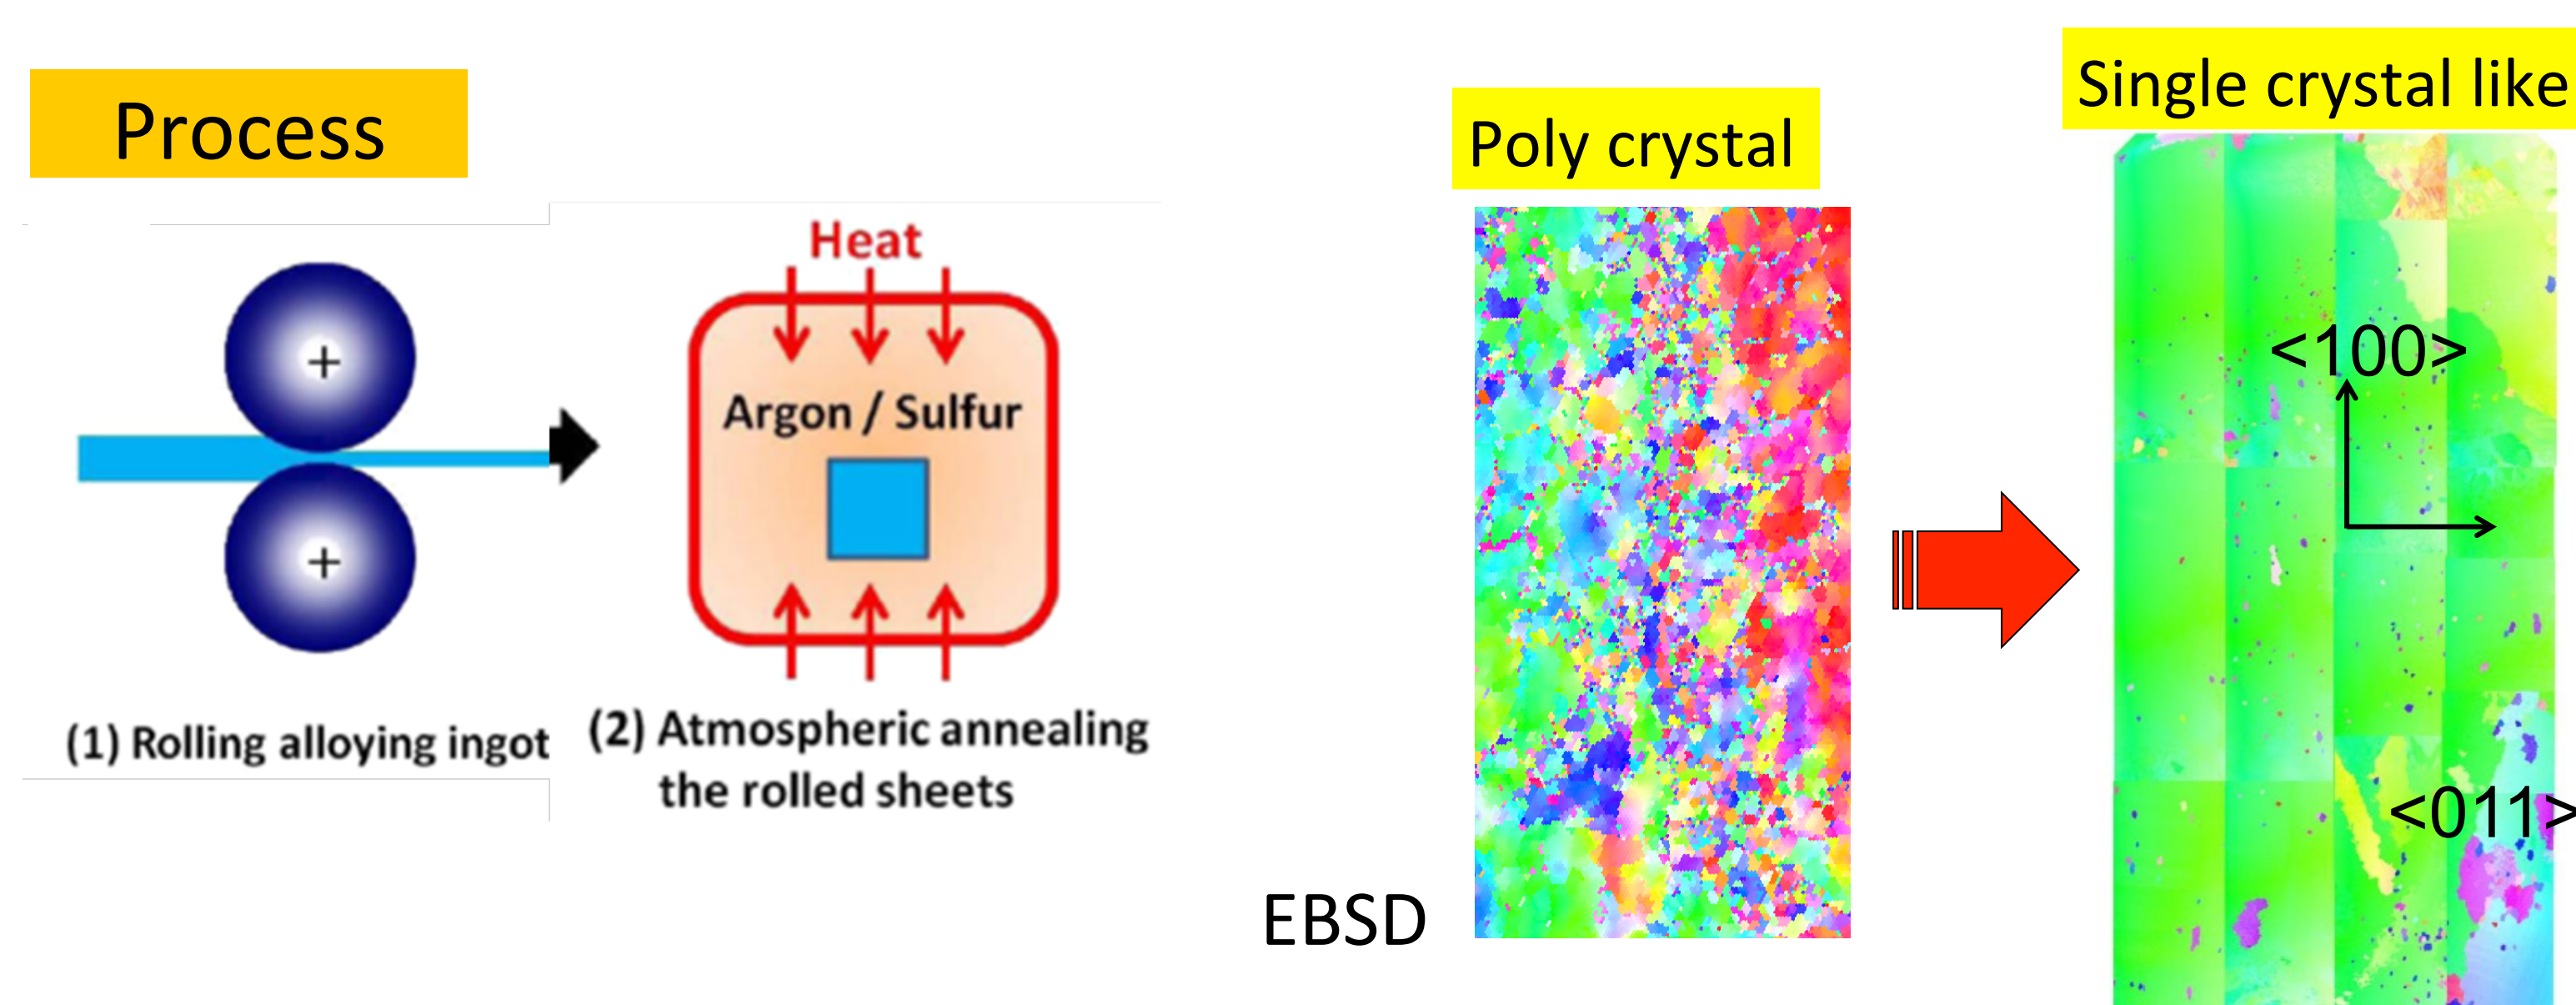 Process
Heat
Argon / Sulfur
(1) Rolling alloying ingot
(2) Atmospheric annealing
the rolled sheets
EBSD
Poly crystal
Single crystal like
<100>
<011>